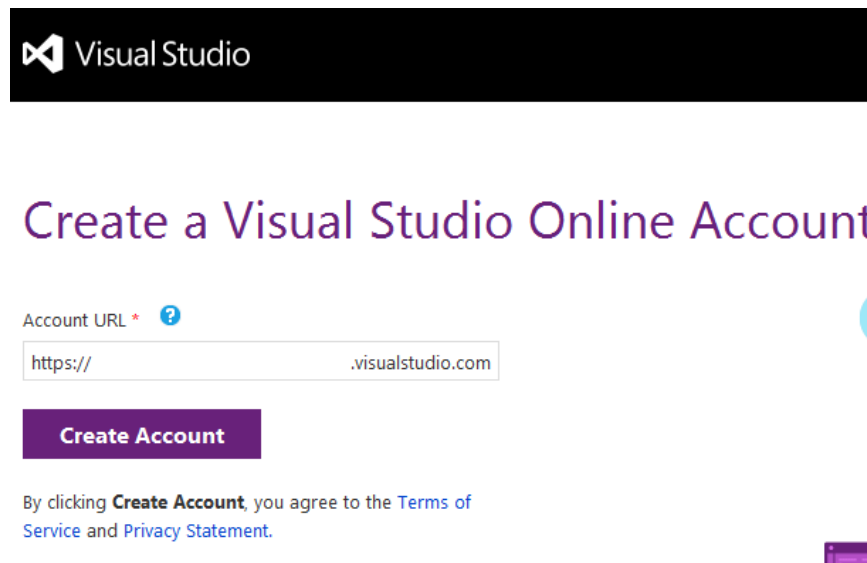 Visual Studio
Create a Visual Studio Online Account
Account URL * ?
https:// .visualstudio.com
Create Account
By clicking Create Account, you agree to the Terms of
Service and Privacy Statement.